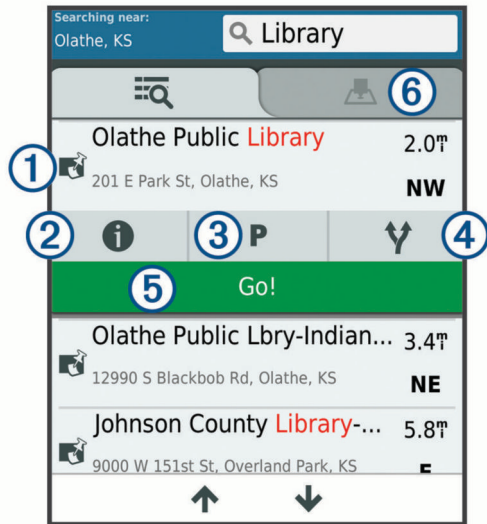 Searching near:
Olathe, KS
Library
6
Olathe Public Library
2.0mi
1
201 E Park St, Olathe, KS
NW
2
3
P
4
5
Go!
Olathe Public Lbry-Indian...
3.4mi
12990 S Blackbob Rd, Olathe, KS
NE
Johnson County Library-...
5.8mi
9000 W 151st St, Overland Park, KS
E